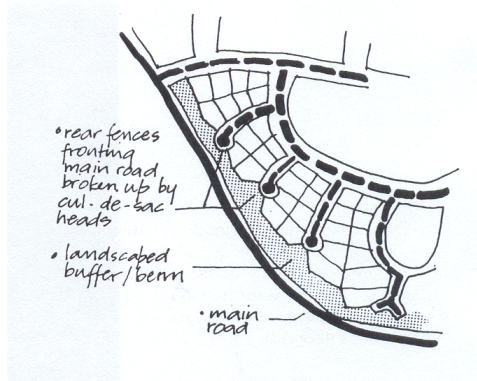 • rear fences
fronting
main road
broken up by
cul-de-sac
heads
• landscaped
buffer/berm
• main
road